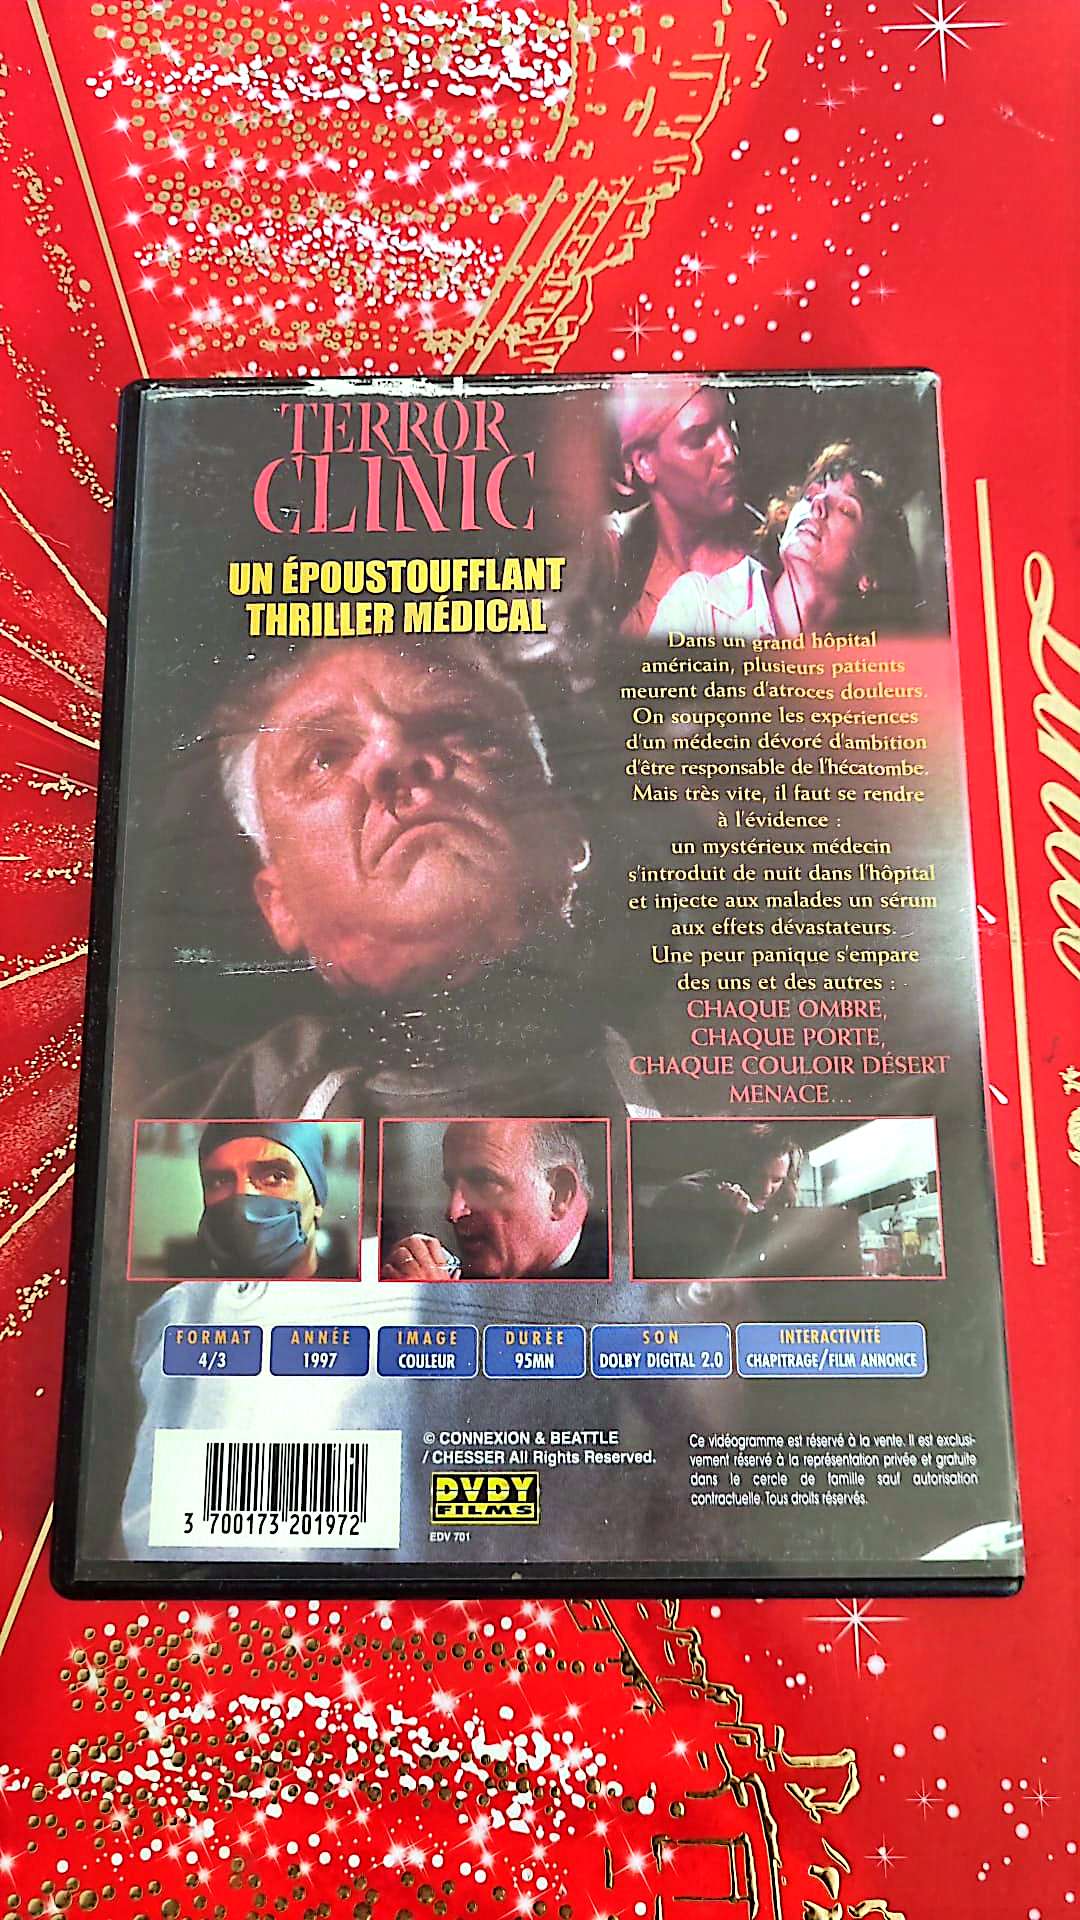 TERROR
CLINIC
UN ÉPOUSTOUFFLANT
THRILLER MÉDICAL
Dans un grand hôpital
américain, plusieurs patients
meurent dans d'atroces douleurs.
On soupçonne les expériences
d'un médecin dévoré d'ambition
d'être responsable de l'hécatombe.
Mais très vite, il faut se rendre
à l'évidence :
un mystérieux médecin
s'introduit de nuit dans l'hôpital
et injecte aux malades un sérum
aux effets dévastateurs.
Une peur panique s'empare
des uns et des autres :
CHAQUE OMBRE,
CHAQUE PORTE,
CHAQUE COULOIR DÉSERT
MENACE...
FORMAT
4/3
ANNÉE
1997
IMAGE
COULEUR
DURÉE
95MN
SON
DOLBY DIGITAL 2.0
INTERACTIVITÉ
CHAPITRAGE/FILM ANNONCE
3 700173 201972
© CONNEXION & BEATTLE
/ CHESSER All Rights Reserved.
DVDY
FILMS
EDV 701
Ce vidéogramme est réservé à la vente. Il est exclusi-
vement réservé à la représentation privée et gratuite
dans le cercle de famille sauf autorisation
contractuelle. Tous droits réservés.